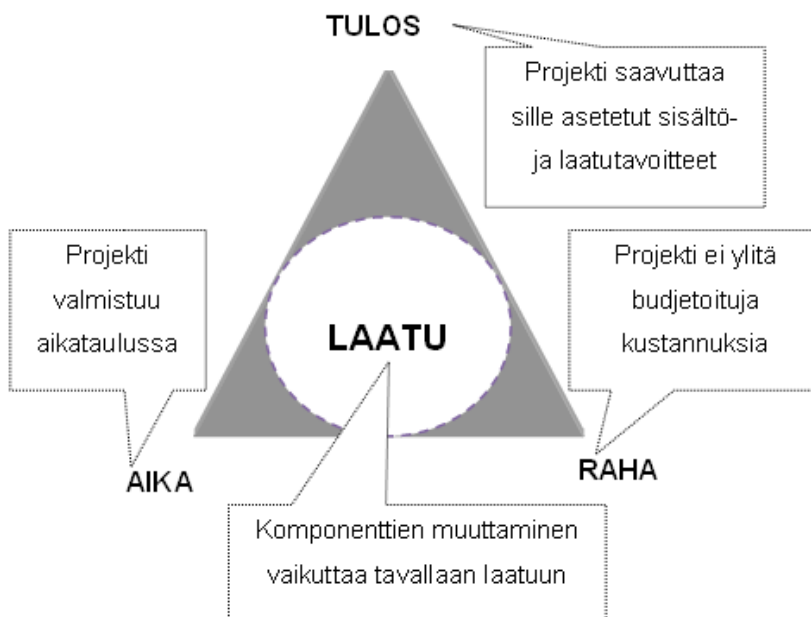 TULOS
Projekti saavuttaa
sille asetetut sisältö-
ja laatutavoitteet
Projekti
valmistuu
aikataulussa
Projekti ei ylitä
budjetoituja
kustannuksia
LAATU
AIKA
RAHA
Komponenttien muuttaminen
vaikuttaa tavallaan laatuun